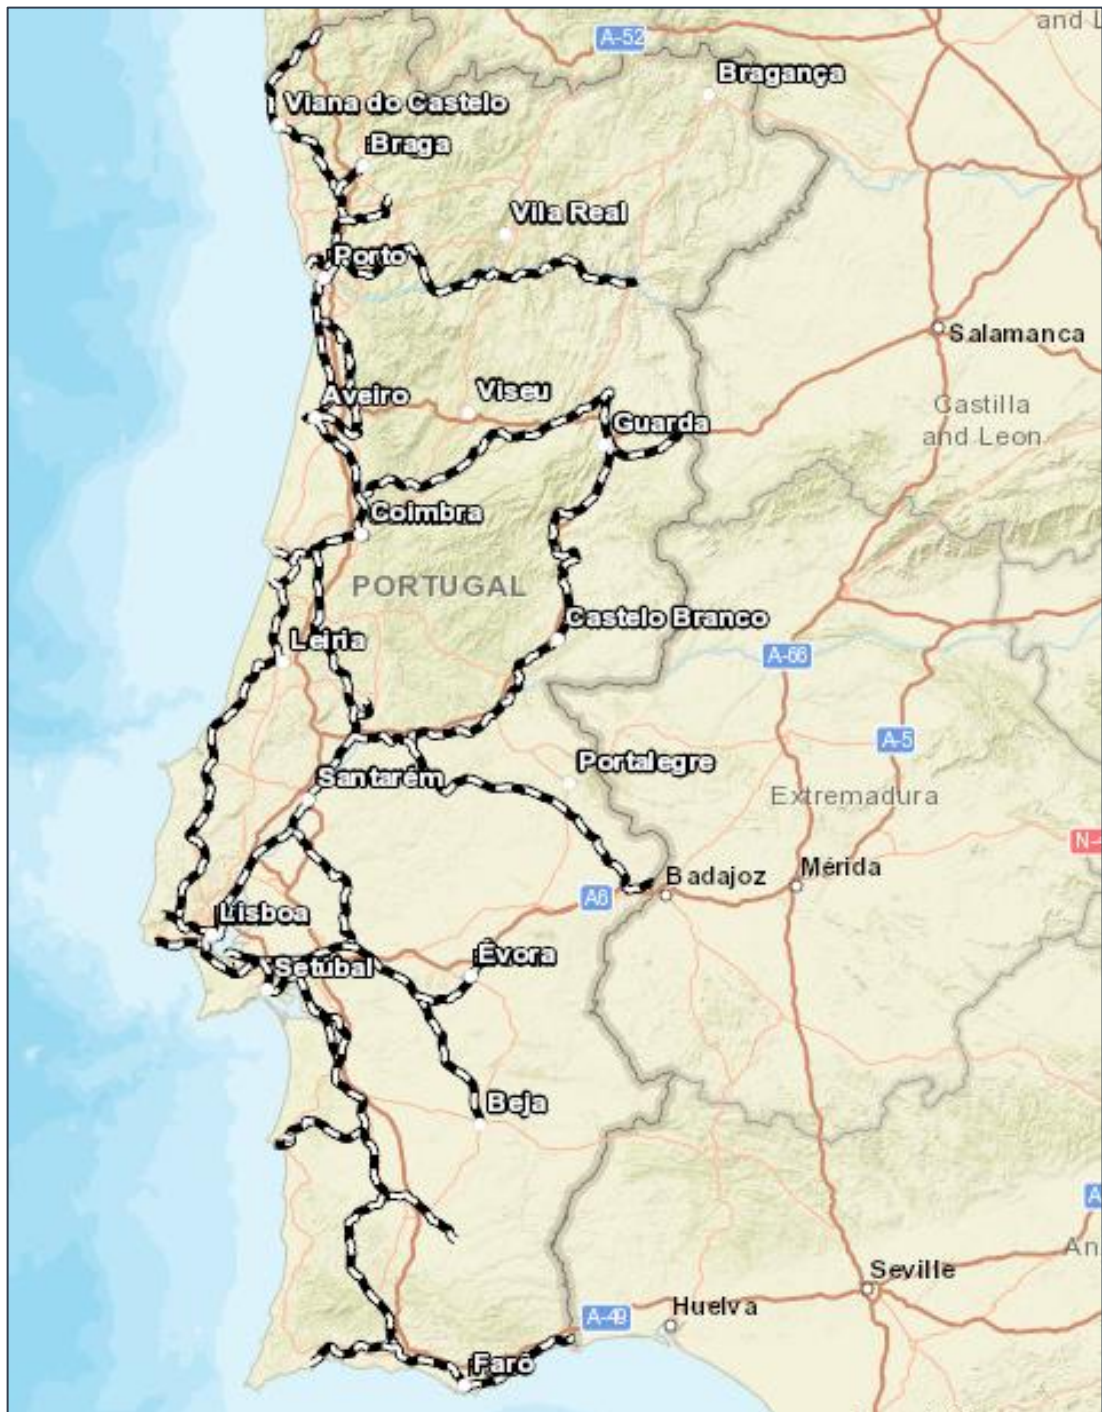 and L
A-52
Bragança
Viana do Castelo
Braga
Vila Real
Porto
Salamanca
Aveiro
Viseu
Castilla
and Leon
Guarda
Coimbra
PORTUGAL
Castelo Branco
Leiria
A-66
A-5
Portalegre
Santarém
Extremadura
N-4
Mérida
Badajoz
A6
Lisboa
Évora
Setúbal
Beja
A
An
Seville
Huelva
A-49
Faro